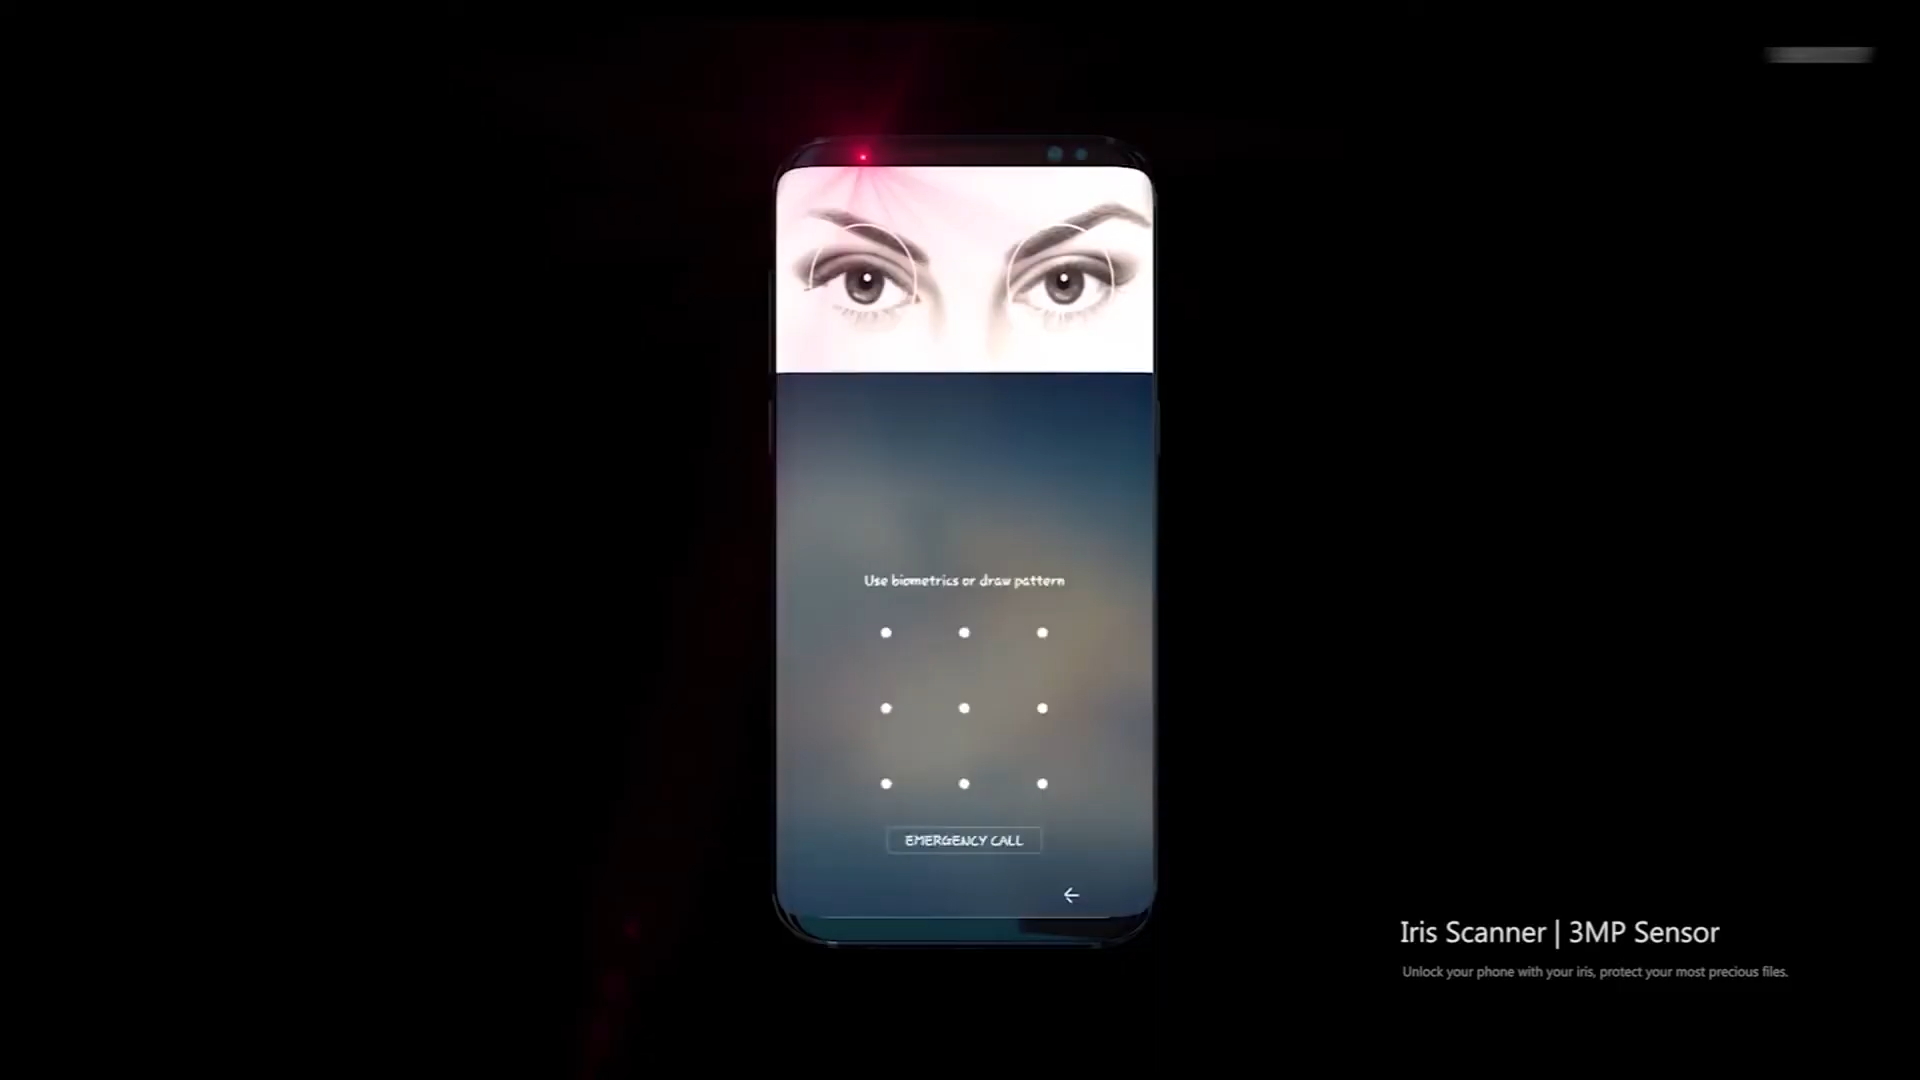 Use biometrics or draw pattern
EMERGENCY CALL
Iris Scanner | 3MP Sensor
Unlock your phone with your iris, protect your most precious files.